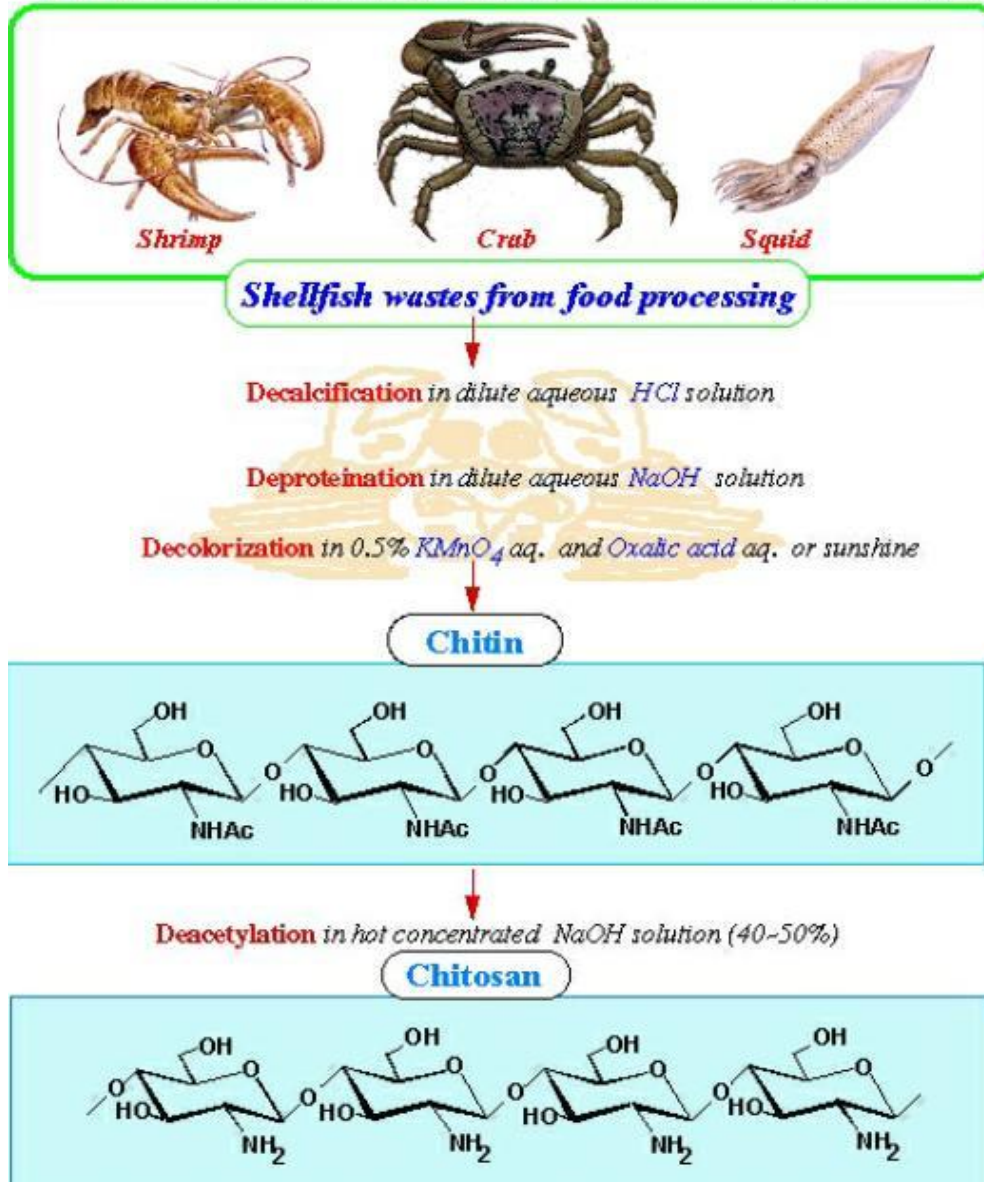 Shrimp Crab Squid
Shellfish wastes from food processing
Decalcification in dilute aqueous HCl solution
Deproteination in dilute aqueous NaOH solution
Decolorization in 0.5% KMnO4 aq. and Oxalic acid aq. or sunshine
Chitin
OH OH OH OH
O O O O
O O O O
HO HO HO HO
NHAc NHAc NHAc NHAc
Deacetylation in hot concentrated NaOH solution (40~50%)
Chitosan
OH OH OH OH
O O O O
O O O O
HO HO HO HO
NH2 NH2 NH2 NH2